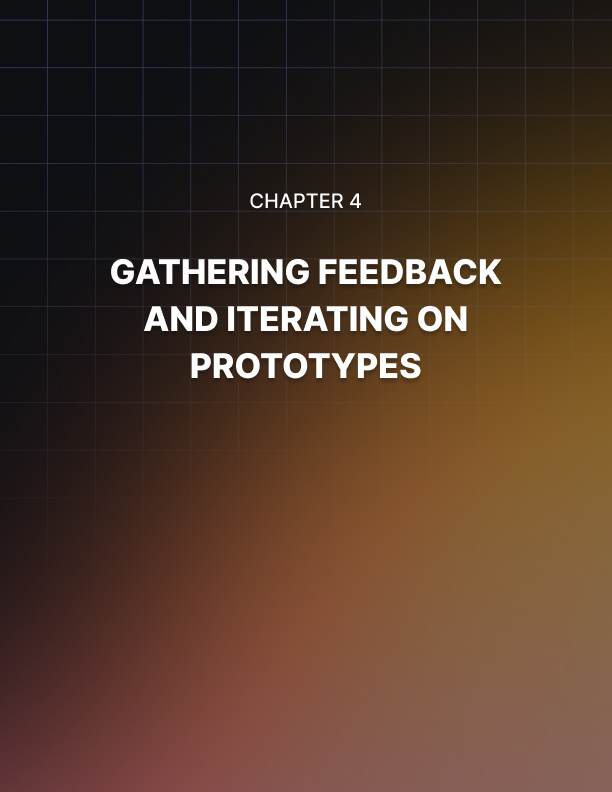 CHAPTER 4
GATHERING FEEDBACK
AND ITERATING ON
PROTOTYPES